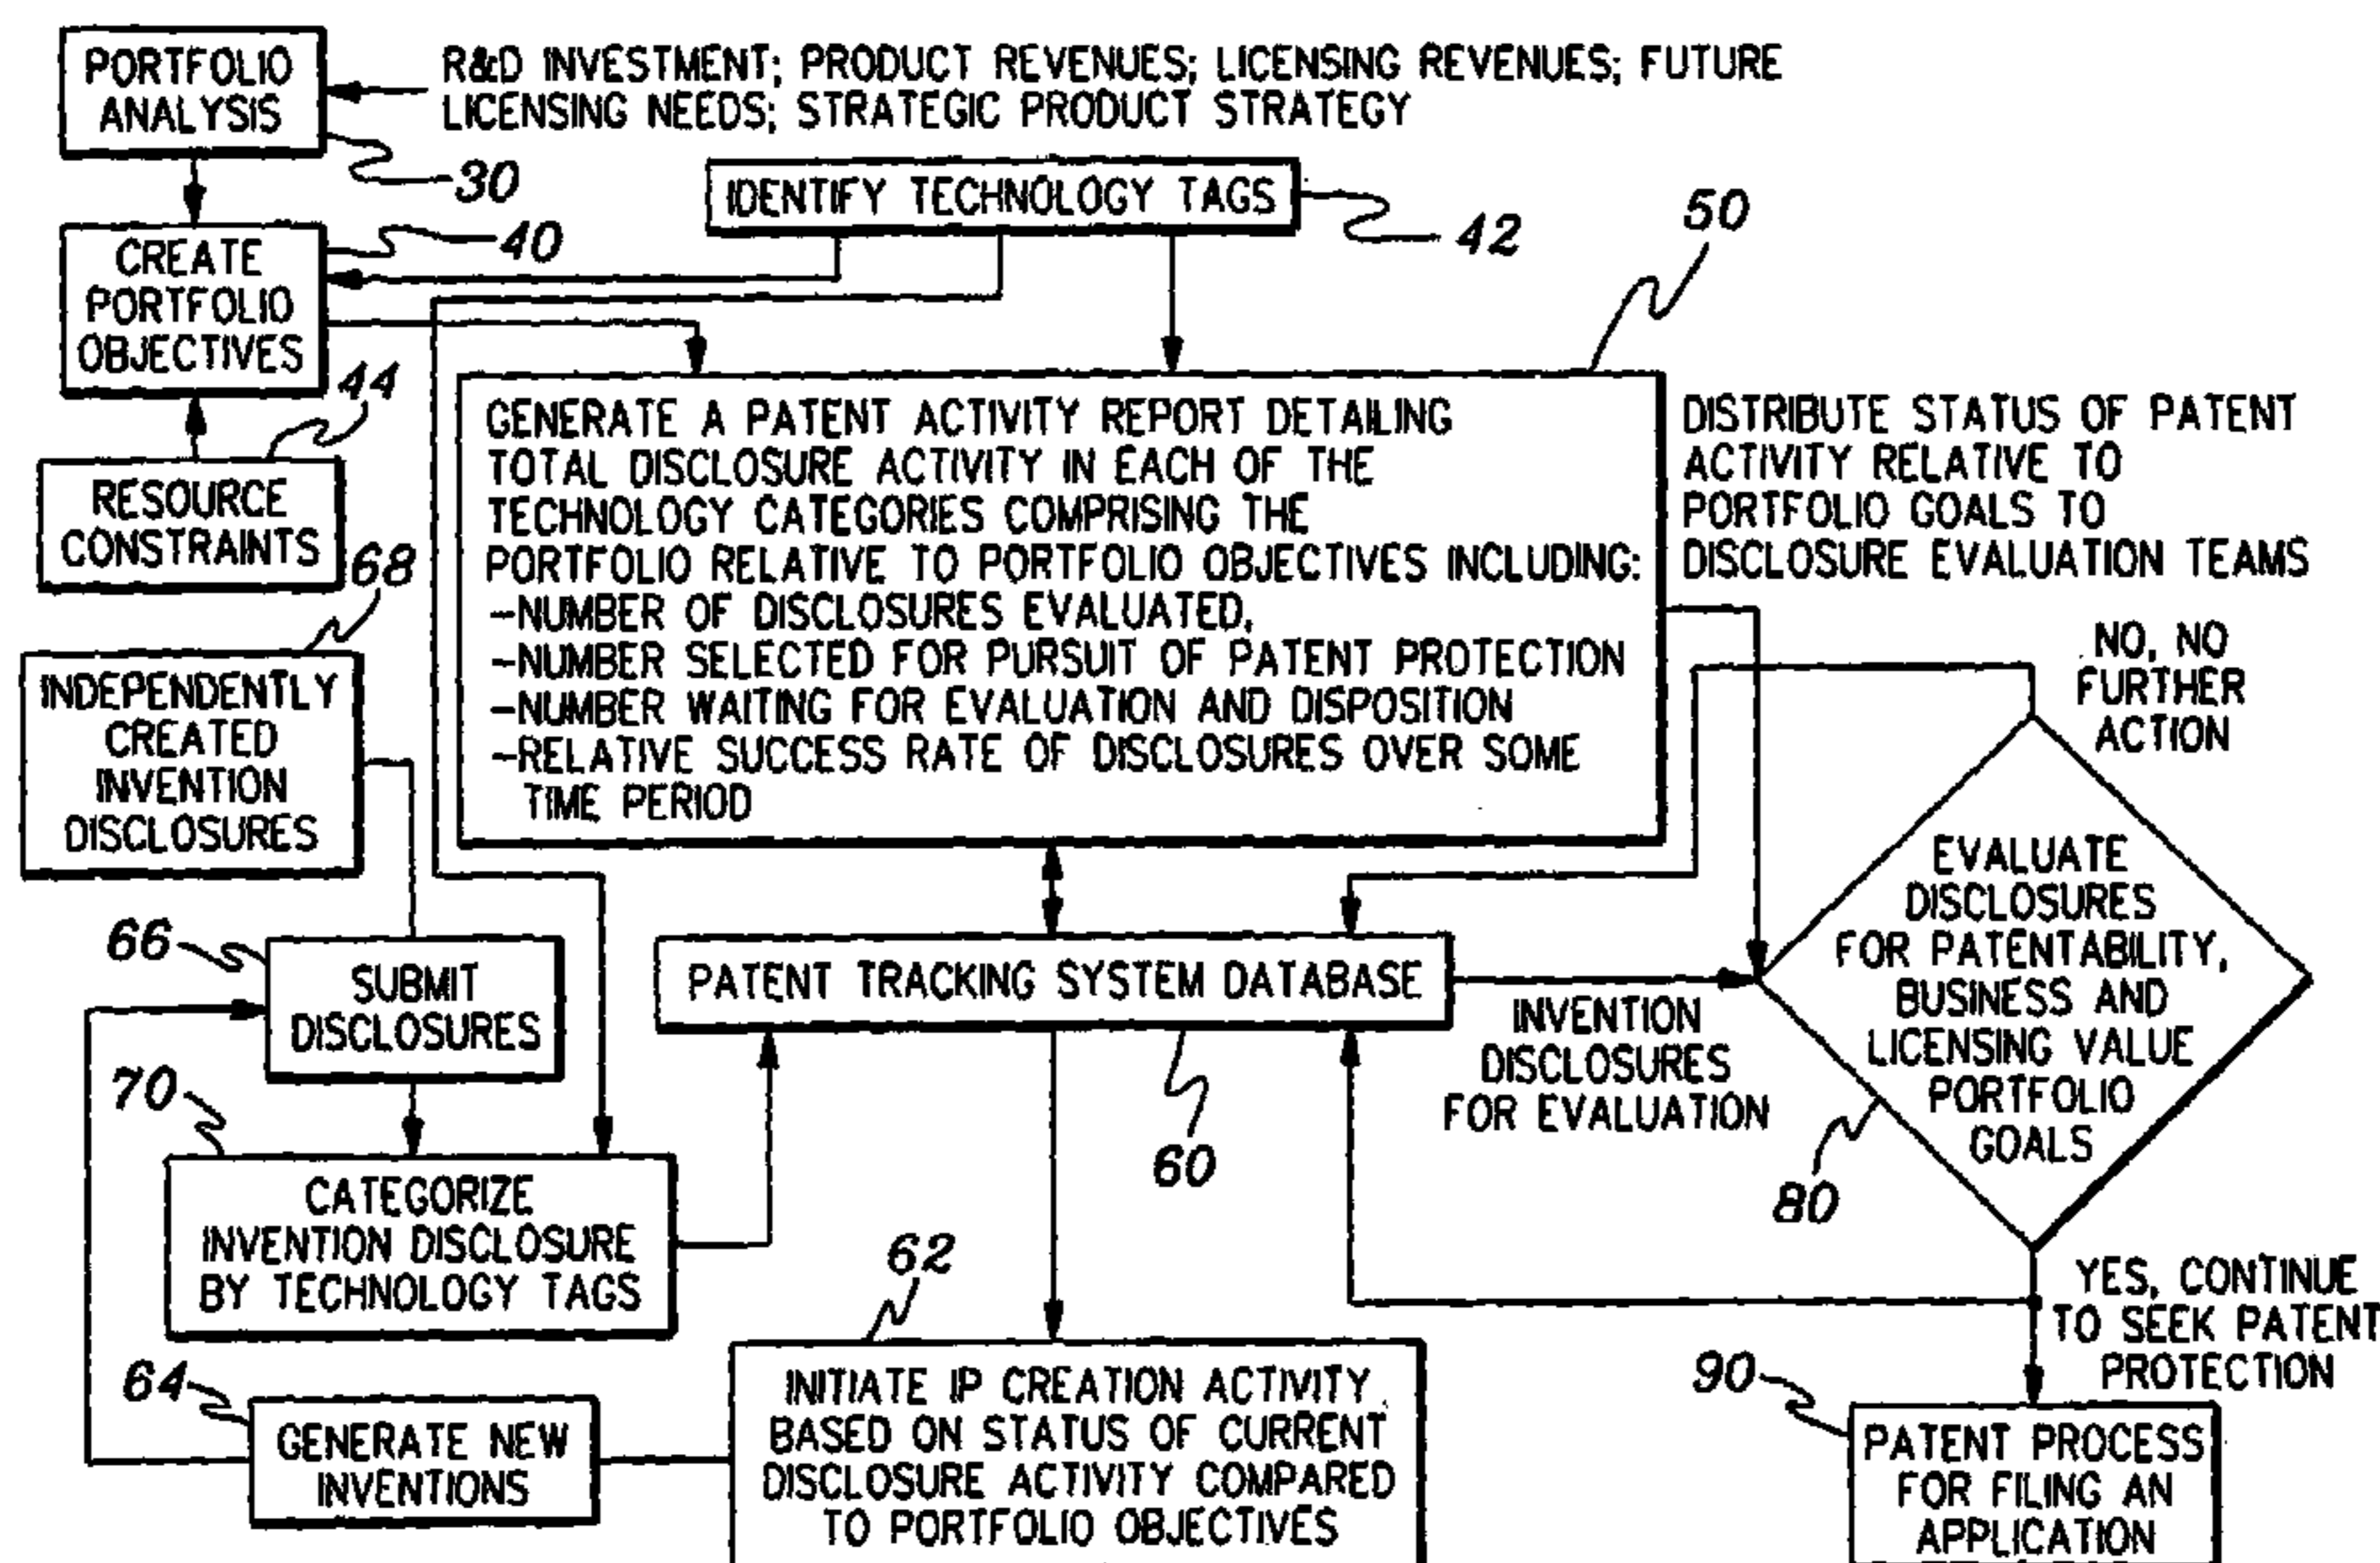 PORTFOLIO
ANALYSIS
R&D INVESTMENT; PRODUCT REVENUES; LICENSING REVENUES; FUTURE
LICENSING NEEDS; STRATEGIC PRODUCT STRATEGY
30
IDENTIFY TECHNOLOGY TAGS
42
50
40
CREATE
PORTFOLIO
OBJECTIVES
44
RESOURCE
CONSTRAINTS
68
GENERATE A PATENT ACTIVITY REPORT DETAILING
TOTAL DISCLOSURE ACTIVITY IN EACH OF THE
TECHNOLOGY CATEGORIES COMPRISING THE
PORTFOLIO RELATIVE TO PORTFOLIO OBJECTIVES INCLUDING:
-NUMBER OF DISCLOSURES EVALUATED,
-NUMBER SELECTED FOR PURSUIT OF PATENT PROTECTION
-NUMBER WAITING FOR EVALUATION AND DISPOSITION
-RELATIVE SUCCESS RATE OF DISCLOSURES OVER SOME
TIME PERIOD
DISTRIBUTE STATUS OF PATENT
ACTIVITY RELATIVE TO
PORTFOLIO GOALS TO
DISCLOSURE EVALUATION TEAMS
NO, NO
FURTHER
ACTION
INDEPENDENTLY
CREATED
INVENTION
DISCLOSURES
66
SUBMIT
DISCLOSURES
PATENT TRACKING SYSTEM DATABASE
60
INVENTION
DISCLOSURES
FOR EVALUATION
EVALUATE
DISCLOSURES
FOR PATENTABILITY,
BUSINESS AND
LICENSING VALUE
PORTFOLIO
GOALS
80
70
CATEGORIZE
INVENTION DISCLOSURE
BY TECHNOLOGY TAGS
62
YES, CONTINUE
TO SEEK PATENT
PROTECTION
64
GENERATE NEW
INVENTIONS
INITIATE IP CREATION ACTIVITY
BASED ON STATUS OF CURRENT
DISCLOSURE ACTIVITY COMPARED
TO PORTFOLIO OBJECTIVES
90
PATENT PROCESS
FOR FILING AN
APPLICATION